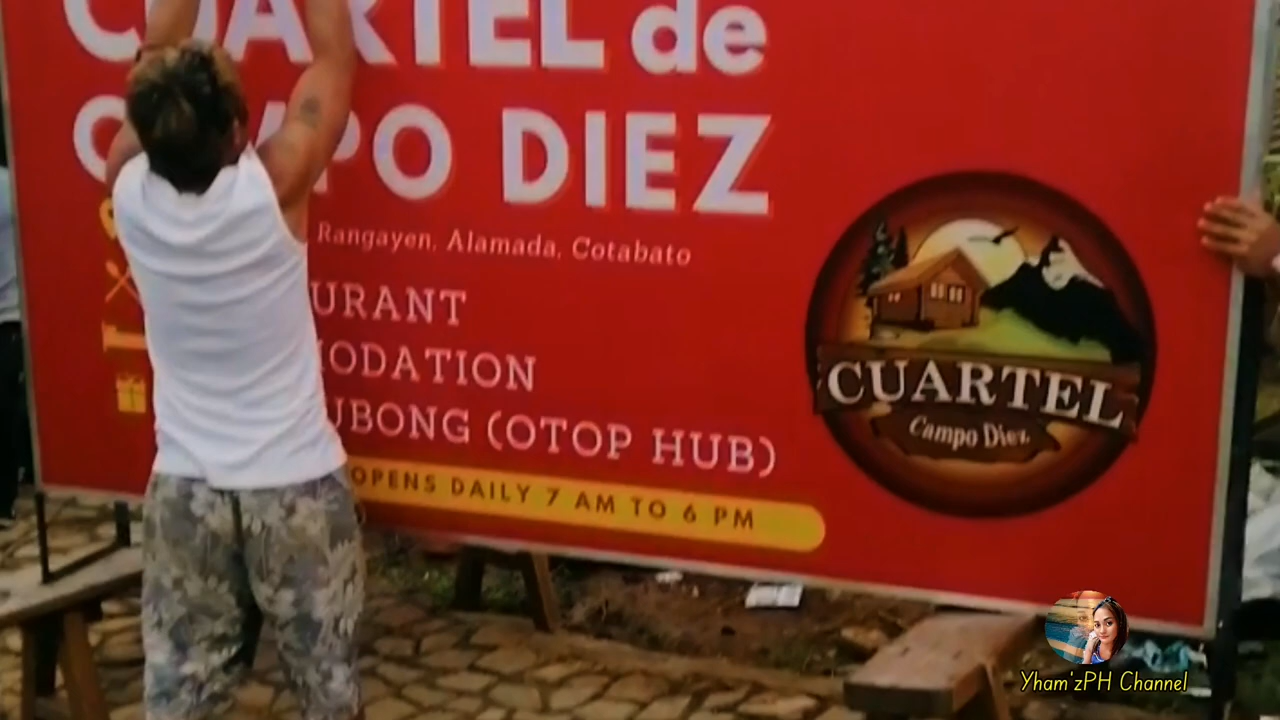 CUARTEL de
CAMPO DIEZ
Rangayen, Alamada, Cotabato
URANT
ODATION
UBONG (OTOP HUB)
OPENS DAILY 7 AM TO 6 PM
CUARTEL
Campo Diez
Yham'zPH Channel